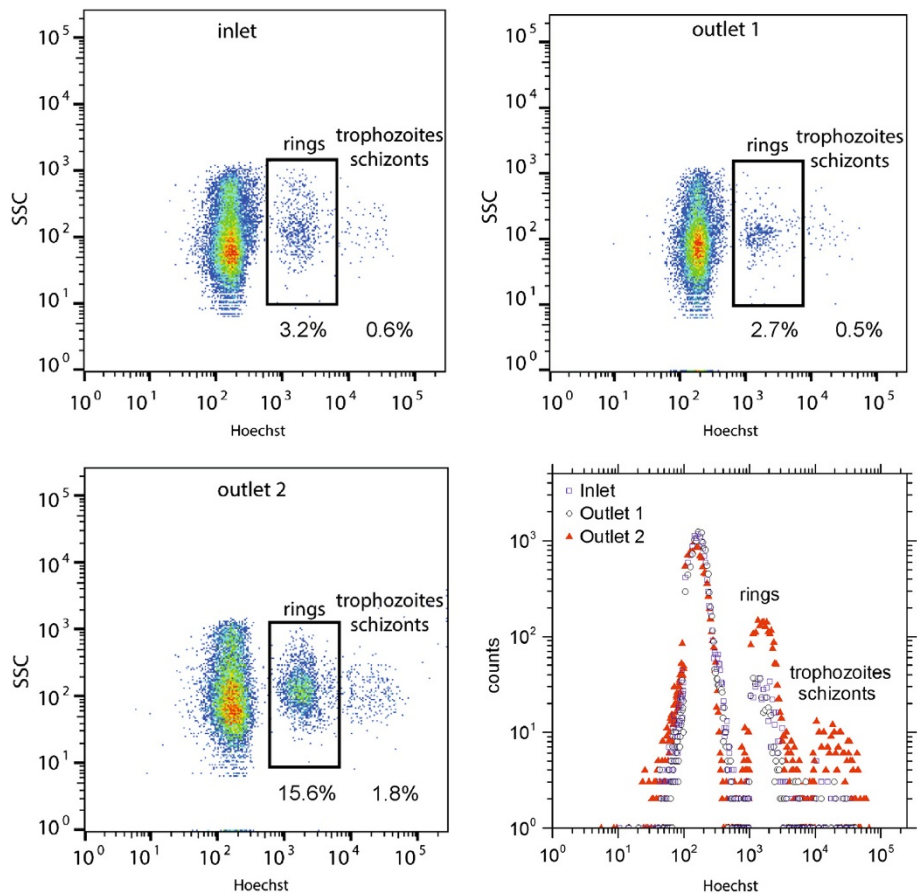 inlet
10^5
10^4
10^3
10^2
10^1
10^0
SSC
rings
trophozoites
schizonts
3.2%
0.6%
10^0 10^1 10^2 10^3 10^4 10^5
Hoechst
outlet 1
10^5
10^4
10^3
10^2
10^1
10^0
SSC
rings
trophozoites
schizonts
2.7%
0.5%
10^0 10^1 10^2 10^3 10^4 10^5
Hoechst
outlet 2
10^5
10^4
10^3
10^2
10^1
10^0
SSC
rings
trophozoites
schizonts
15.6%
1.8%
10^0 10^1 10^2 10^3 10^4 10^5
Hoechst
Inlet
Outlet 1
Outlet 2
10^3
10^2
10^1
10^0
counts
rings
trophozoites
schizonts
10^0 10^1 10^2 10^3 10^4 10^5
Hoechst